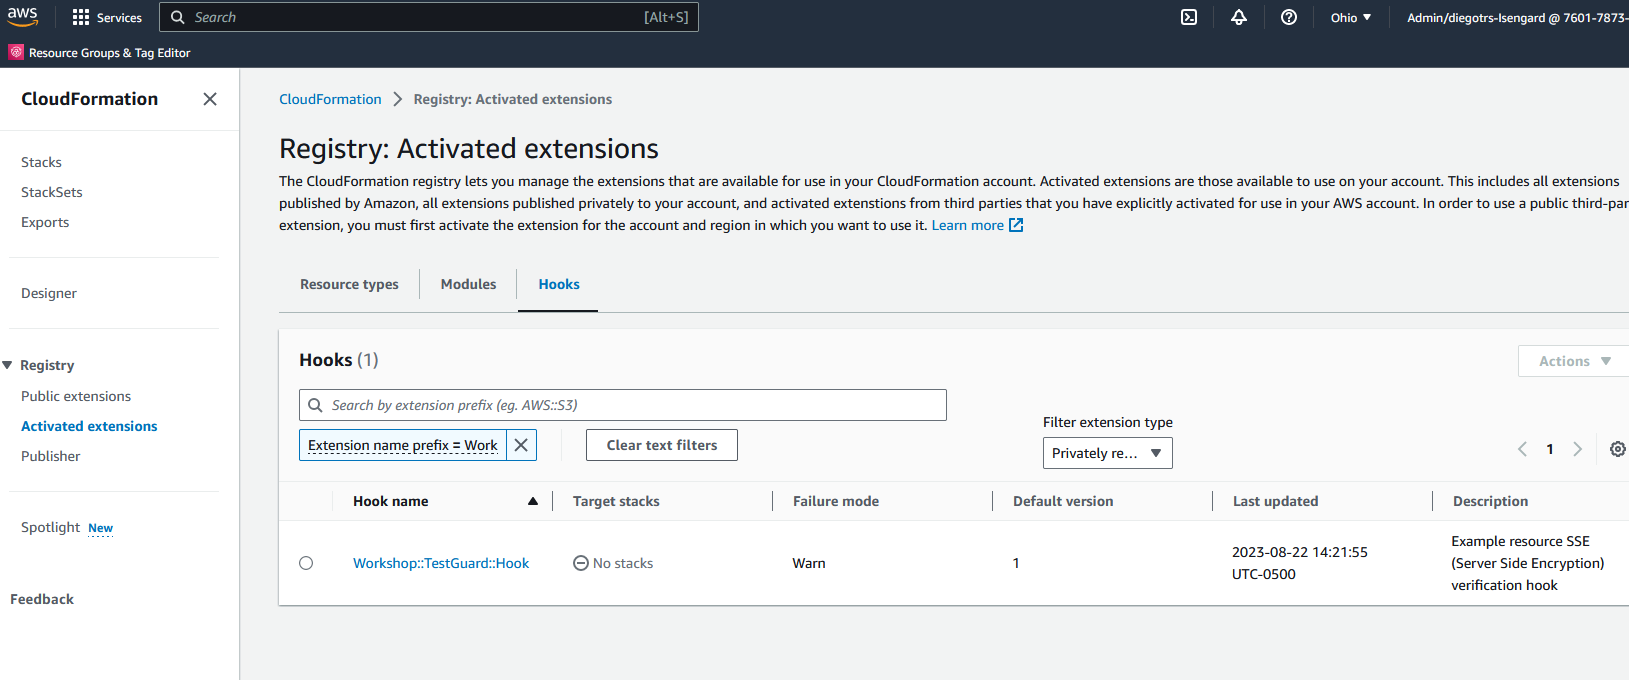 aws
Services
Search
[Alt+S]
Ohio
Admin/diegotrs-Isengard @ 7601-7873-
Resource Groups & Tag Editor
CloudFormation
Stacks
StackSets
Exports
Designer
Registry
Public extensions
Activated extensions
Publisher
Spotlight New
Feedback
CloudFormation
Registry: Activated extensions
Registry: Activated extensions
The CloudFormation registry lets you manage the extensions that are available for use in your CloudFormation account. Activated extensions are those available to use on your account. This includes all extensions
published by Amazon, all extensions published privately to your account, and activated extenstions from third parties that you have explicitly activated for use in your AWS account. In order to use a public third-par
extension, you must first activate the extension for the account and region in which you want to use it. Learn more
Resource types
Modules
Hooks
Hooks (1)
Actions
Search by extension prefix (eg. AWS::S3)
Extension name prefix = Work
Clear text filters
Filter extension type
Privately re...
1
Hook name
Target stacks
Failure mode
Default version
Last updated
Description
Workshop::TestGuard::Hook
No stacks
Warn
1
2023-08-22 14:21:55
UTC-0500
Example resource SSE
(Server Side Encryption)
verification hook